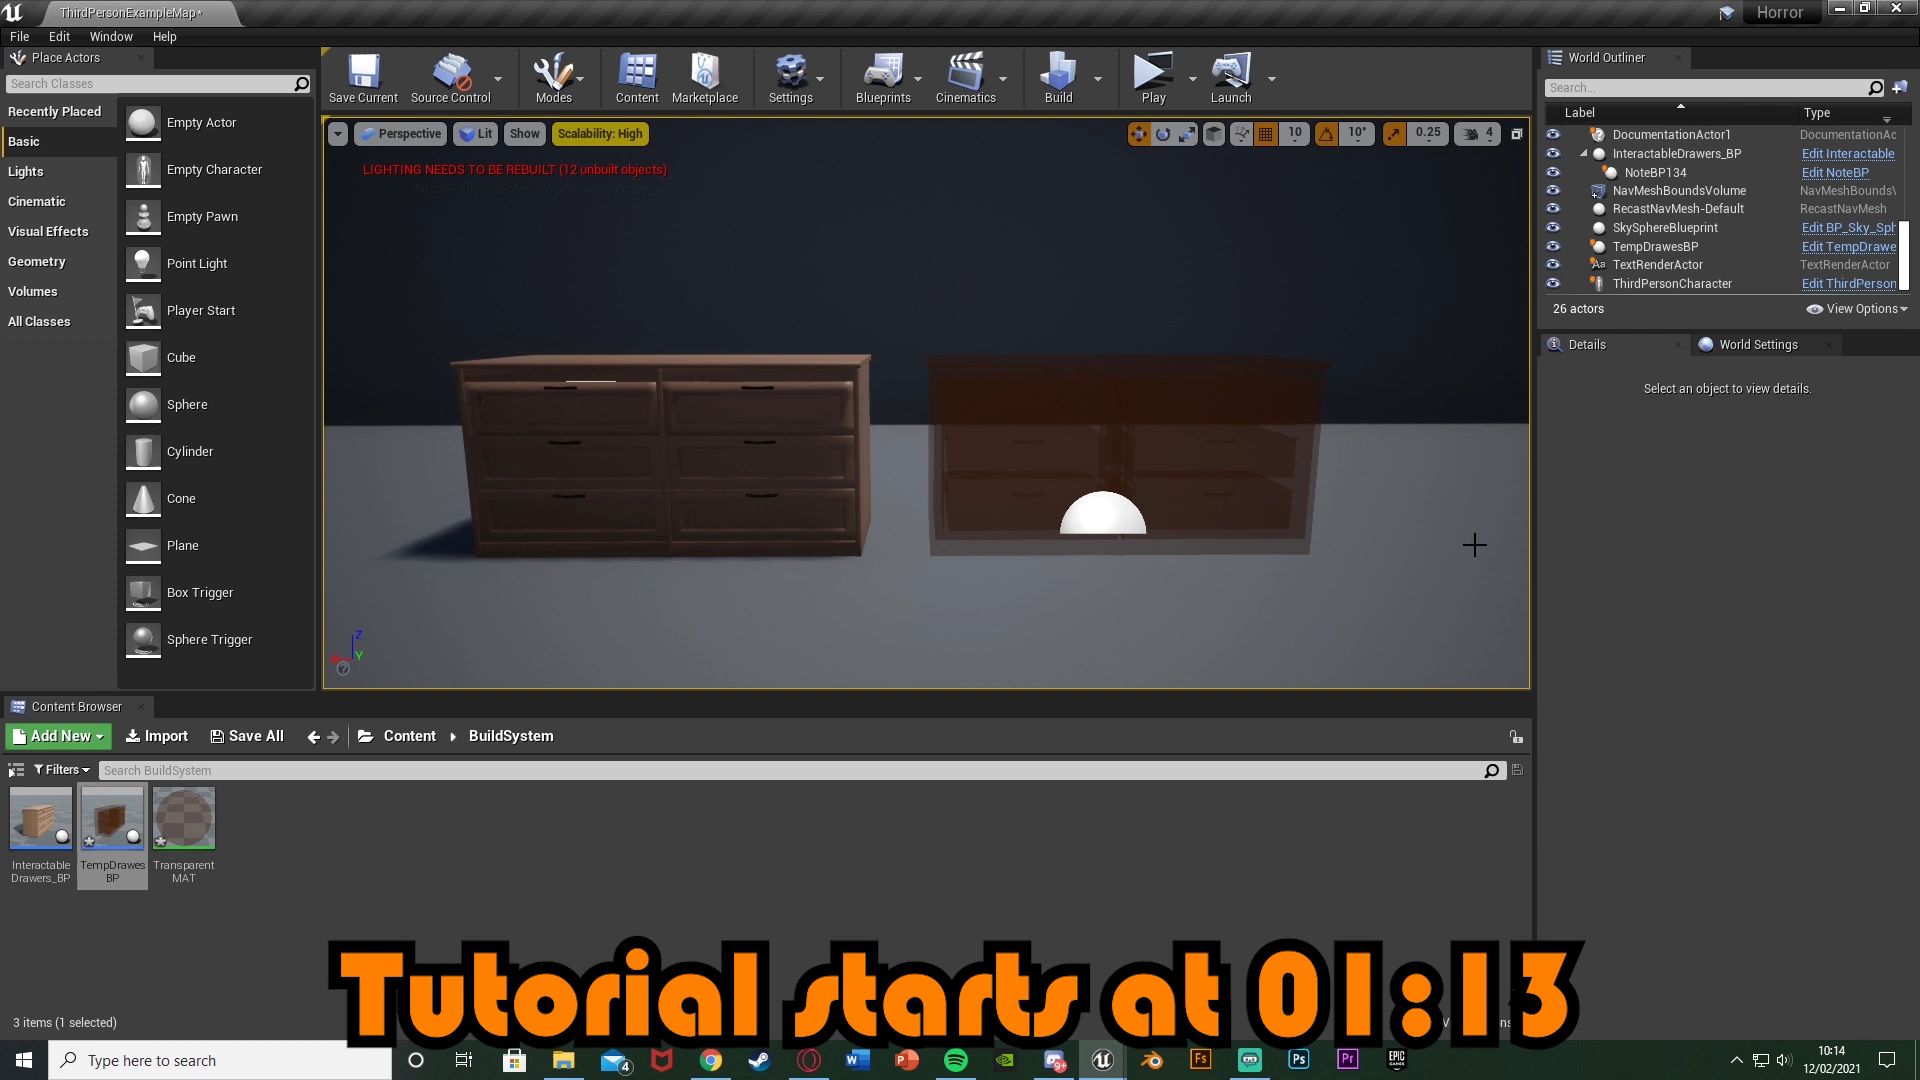 ThirdPersonExampleMap*
Horror
File Edit Window Help
Place Actors
Search Classes
Recently Placed
Basic
Lights
Cinematic
Visual Effects
Geometry
Volumes
All Classes
Empty Actor
Empty Character
Empty Pawn
Point Light
Player Start
Cube
Sphere
Cylinder
Cone
Plane
Box Trigger
Sphere Trigger
Save Current Source Control Modes Content Marketplace Settings Blueprints Cinematics Build Play Launch
Perspective Lit Show Scalability: High
10 10° 0.25 4
LIGHTING NEEDS TO BE REBUILT (12 unbuilt objects)
Z
Y
World Outliner
Search...
Label Type
DocumentationActor1 DocumentationAc
InteractableDrawers_BP Edit Interactable
NoteBP134 Edit NoteBP
NavMeshBoundsVolume NavMeshBoundsV
RecastNavMesh-Default RecastNavMesh
SkySphereBlueprint Edit BP_Sky_Sph
TempDrawesBP Edit TempDrawe
TextRenderActor TextRenderActor
ThirdPersonCharacter Edit ThirdPerson
26 actors View Options
Details World Settings
Select an object to view details.
Content Browser
Add New Import Save All Content BuildSystem
Filters Search BuildSystem
Interactable
Drawers_BP
TempDrawes
BP
Transparent
MAT
Tutorial starts at 01:13
3 items (1 selected)
Type here to search
10:14
12/02/2021